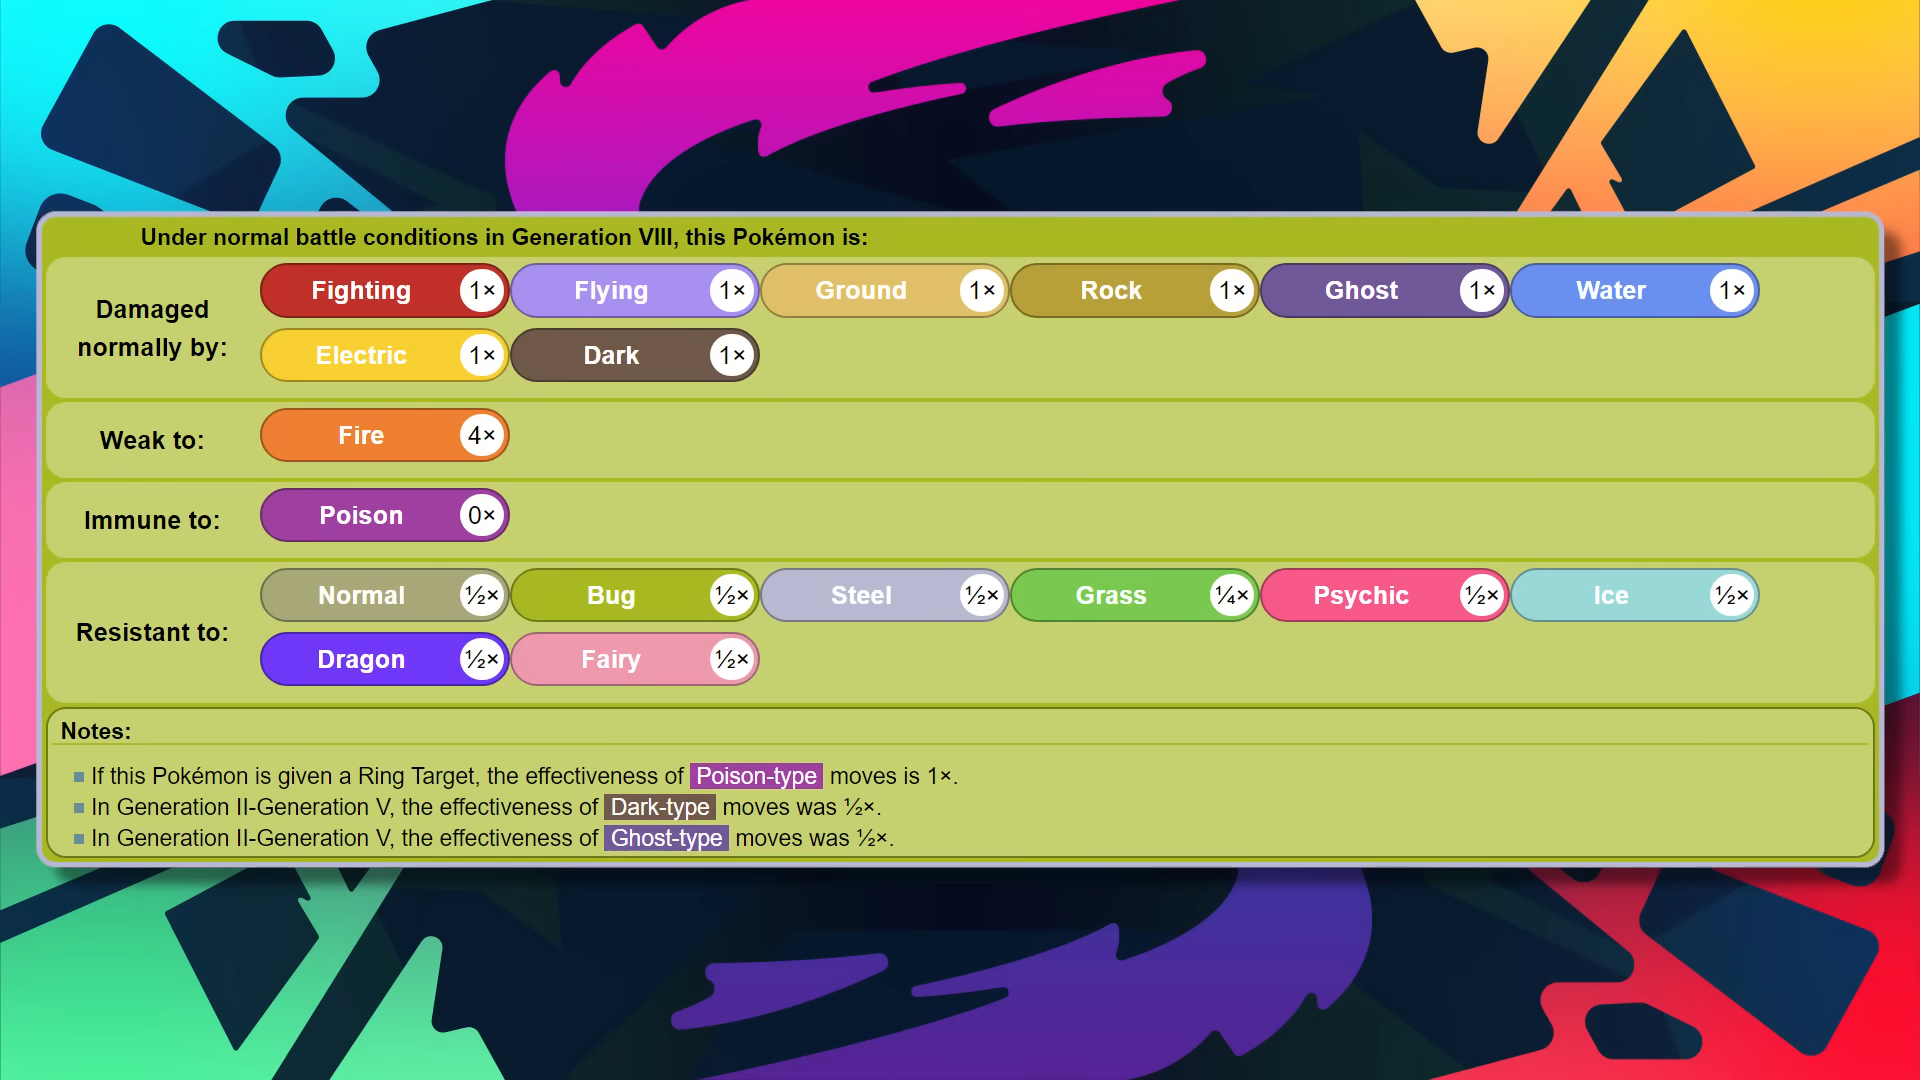 Under normal battle conditions in Generation VIII, this Pokémon is:
Damaged normally by:
Fighting 1× Flying 1× Ground 1× Rock 1× Ghost 1× Water 1×
Electric 1× Dark 1×
Weak to:
Fire 4×
Immune to:
Poison 0×
Resistant to:
Normal ½× Bug ½× Steel ½× Grass ¼× Psychic ½× Ice ½×
Dragon ½× Fairy ½×
Notes:
If this Pokémon is given a Ring Target, the effectiveness of Poison-type moves is 1×.
In Generation II-Generation V, the effectiveness of Dark-type moves was ½×.
In Generation II-Generation V, the effectiveness of Ghost-type moves was ½×.